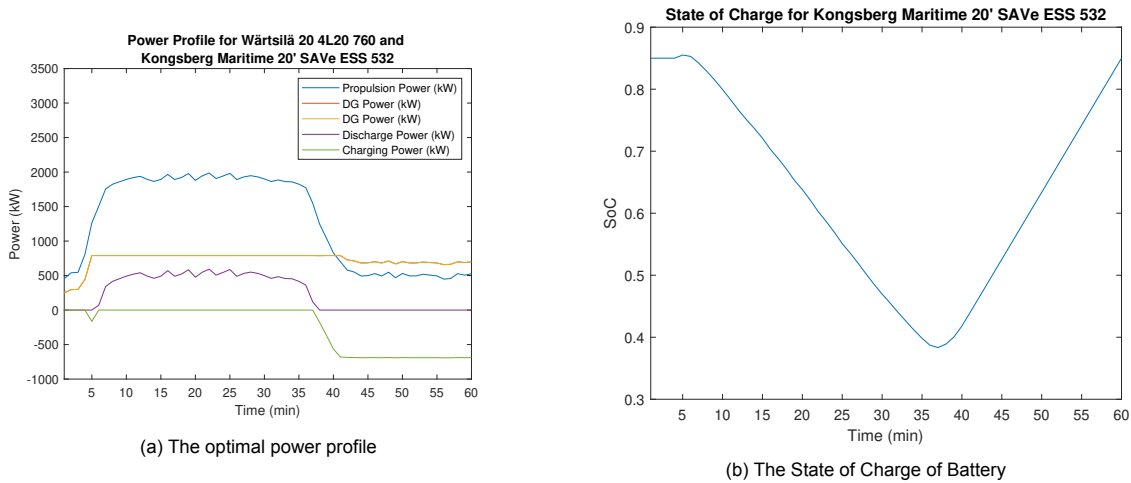 Power Profile for Wärtsilä 20 4L20 760 and
Kongsberg Maritime 20' SAVe ESS 532
3500
3000
2500
2000
1500
1000
500
0
-500
-1000
Power (kW)
Propulsion Power (kW)
DG Power (kW)
DG Power (kW)
Discharge Power (kW)
Charging Power (kW)
5 10 15 20 25 30 35 40 45 50 55 60
Time (min)
(a) The optimal power profile
State of Charge for Kongsberg Maritime 20' SAVe ESS 532
0.9
0.8
0.7
0.6
0.5
0.4
0.3
SoC
5 10 15 20 25 30 35 40 45 50 55 60
Time (min)
(b) The State of Charge of Battery